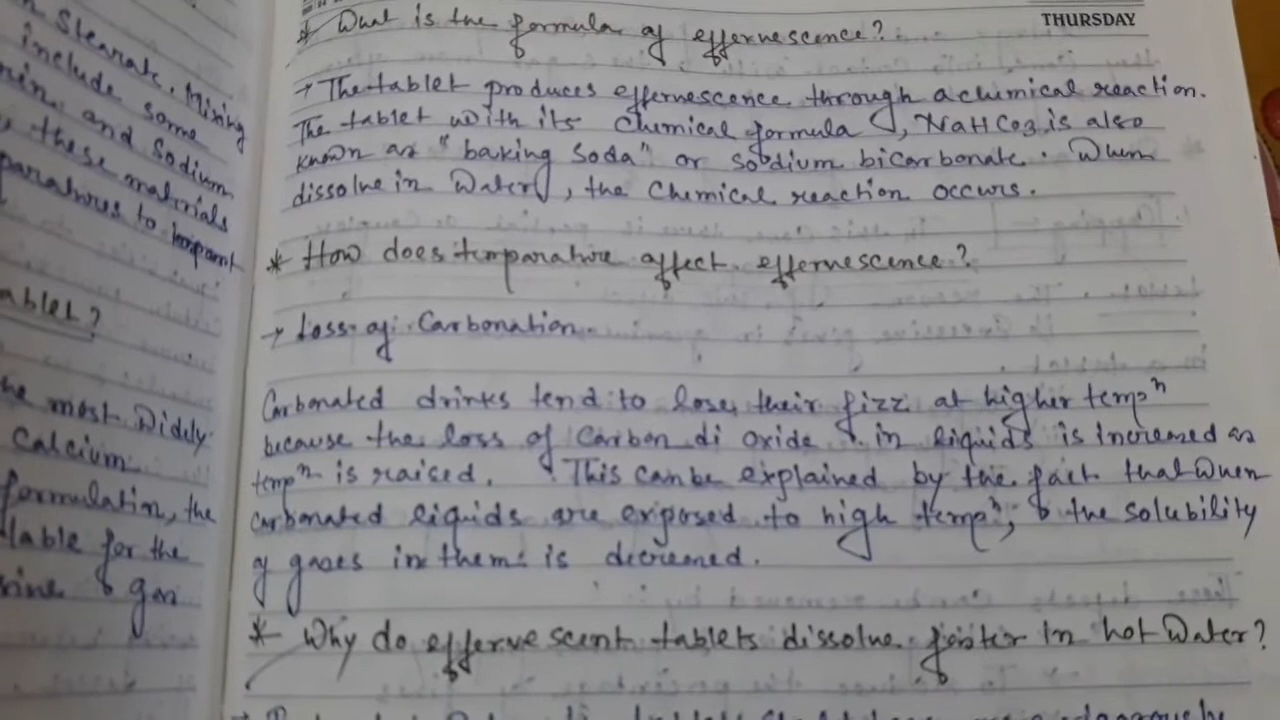 THURSDAY
n Stearate. Mixing
include some
and Sodium
, these materials
to impart
ablet?
most Widely
Calcium
formulation, the
lable for the
* What is the formula of effervescence?
→ The tablet produces effervescence through a chemical reaction.
The tablet with its chemical formula, NaHCO3 is also
known as "baking soda" or sodium bicarbonate. When
dissolve in Water, the Chemical reaction occurs.
* How does temparature affect effervescence?
→ Loss of Carbonation.
Carbonated drinks tend to lose their fizz at higher tempⁿ
because the loss of Carbon di oxide in liquids is increased as
tempⁿ is raised. This can be explained by the fact that When
carbonated liquids are exposed to high tempⁿ, the solubility
of gases in them is decreased.
* Why do effervescent tablets dissolve faster In hot Water?